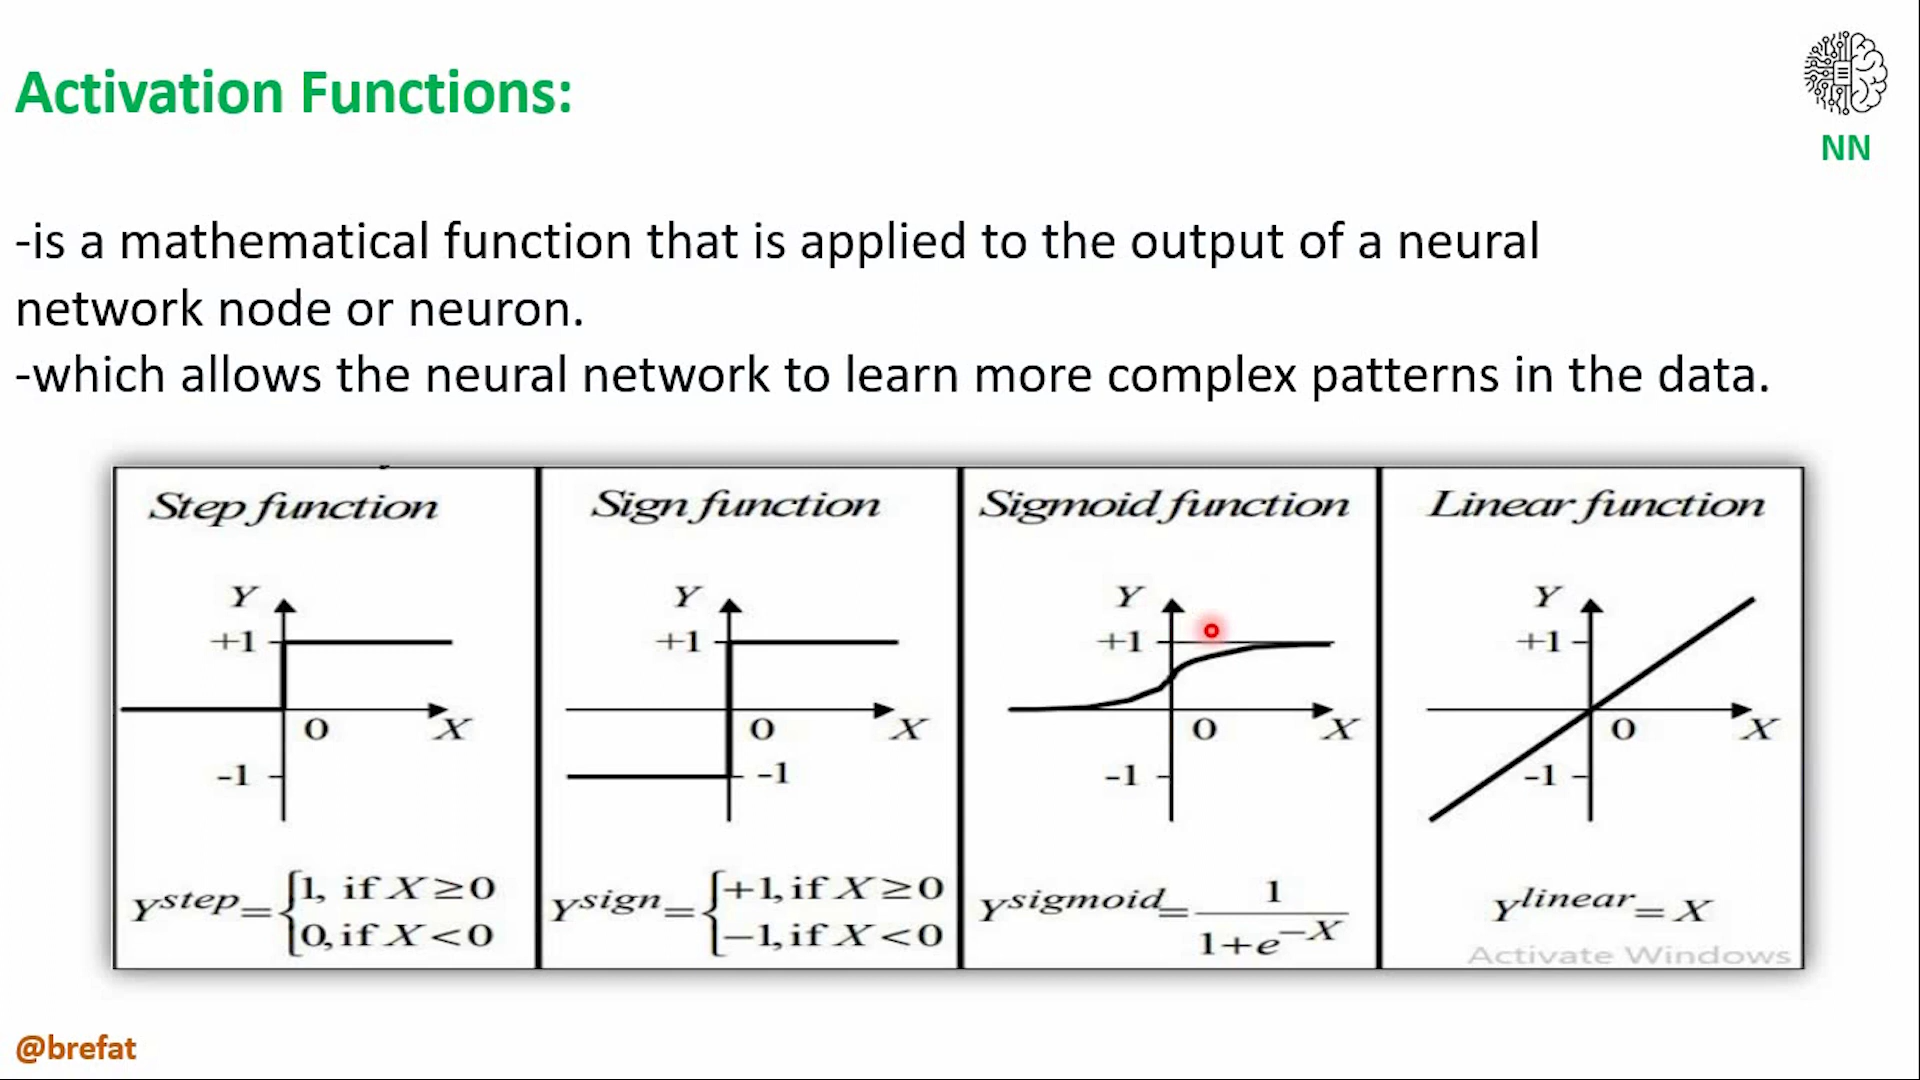 Activation Functions:
NN
-is a mathematical function that is applied to the output of a neural
network node or neuron.
-which allows the neural network to learn more complex patterns in the data.
Step function
Y
+1
0
X
-1
Y^step = {1, if X≥0
0, if X<0
Sign function
Y
+1
0
X
-1
Y^sign = {+1, if X≥0
−1, if X<0
Sigmoid function
Y
+1
0
X
-1
Y^sigmoid = 1
1+e^−X
Linear function
Y
+1
0
X
-1
Y^linear = X
Activate Windows
@brefat